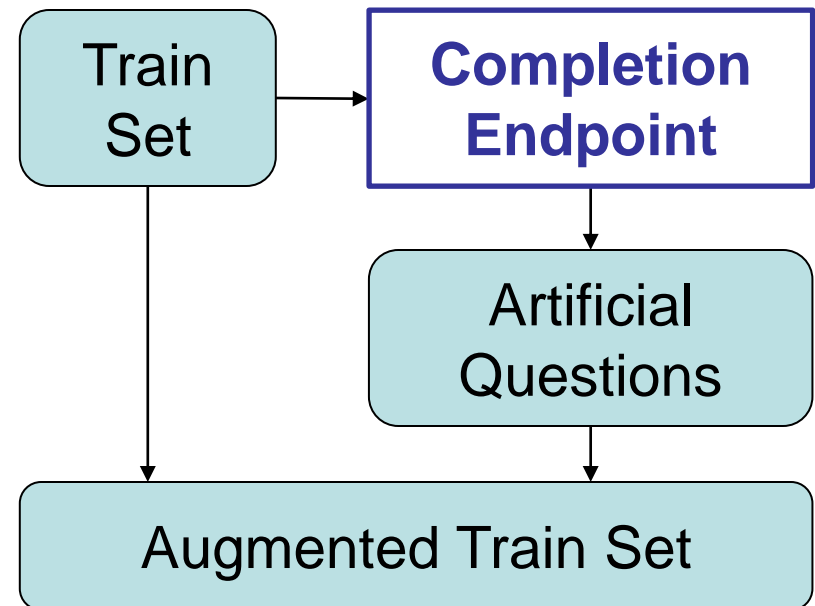 Train
Set
Completion
Endpoint
Artificial
Questions
Augmented Train Set